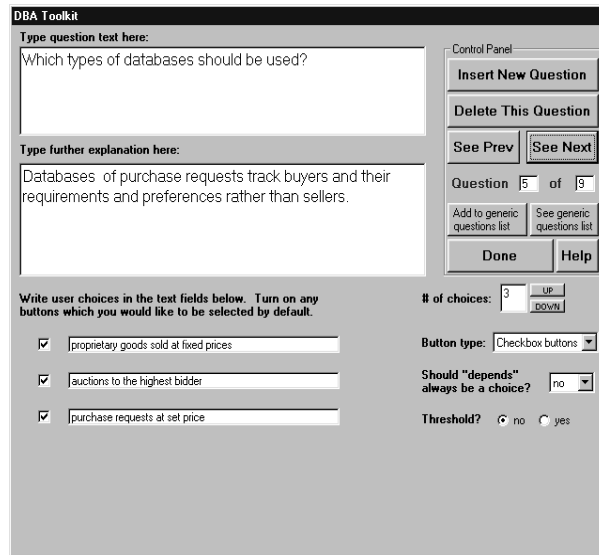 DBA Toolkit
Type question text here:
Which types of databases should be used?
Type further explanation here:
Databases of purchase requests track buyers and their
requirements and preferences rather than sellers.
Control Panel
Insert New Question
Delete This Question
See Prev
See Next
Question 5 of 9
Add to generic
questions list
See generic
questions list
Done
Help
Write user choices in the text fields below. Turn on any
buttons which you would like to be selected by default.
proprietary goods sold at fixed prices
auctions to the highest bidder
purchase requests at set price
# of choices: 3 UP
DOWN
Button type: Checkbox buttons
Should "depends"
always be a choice? no
Threshold? no yes